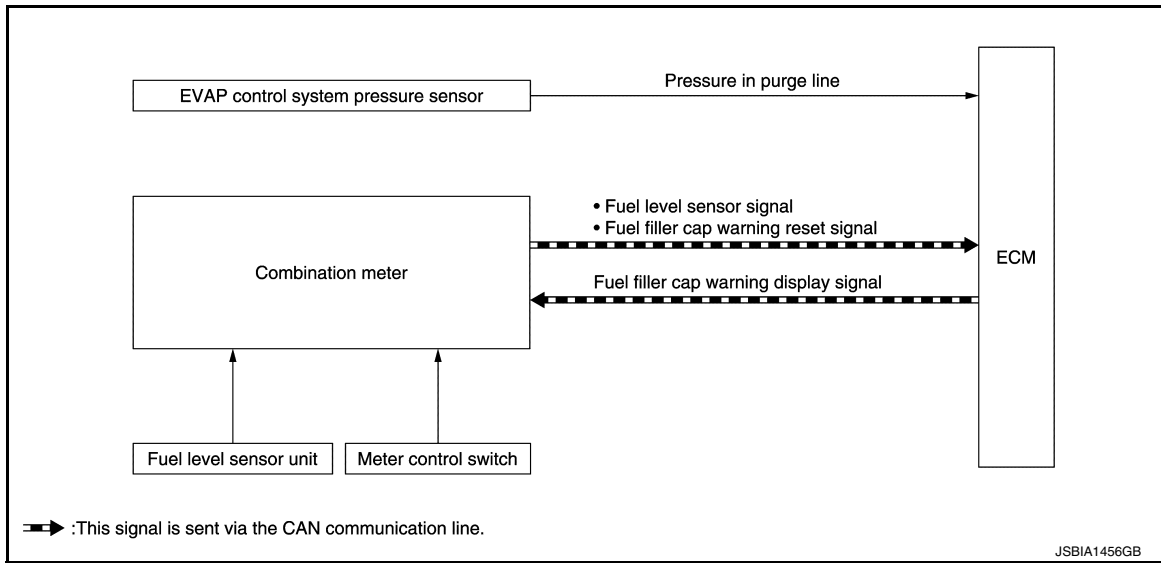 EVAP control system pressure sensor
Pressure in purge line
Combination meter
• Fuel level sensor signal
• Fuel filler cap warning reset signal
Fuel filler cap warning display signal
ECM
Fuel level sensor unit
Meter control switch
:This signal is sent via the CAN communication line.
JSBIA1456GB